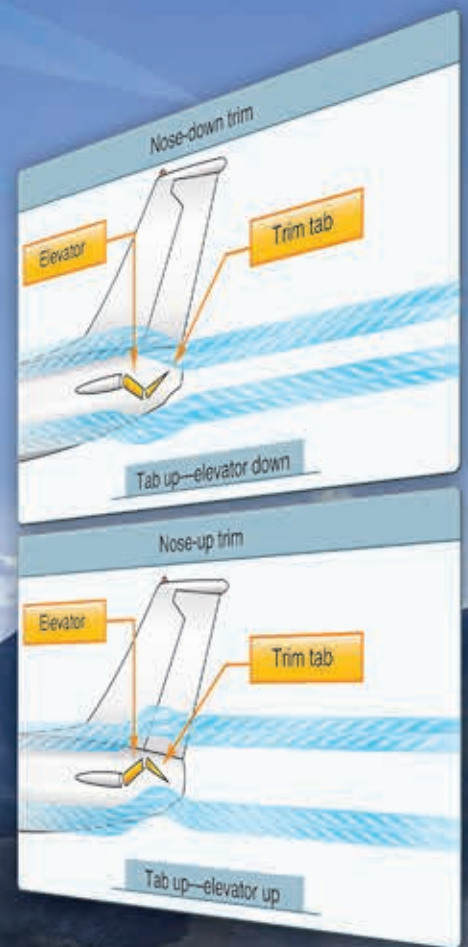 Nose-down trim
Elevator
Trim tab
Tab up—elevator down
Nose-up trim
Elevator
Trim tab
Tab up—elevator up